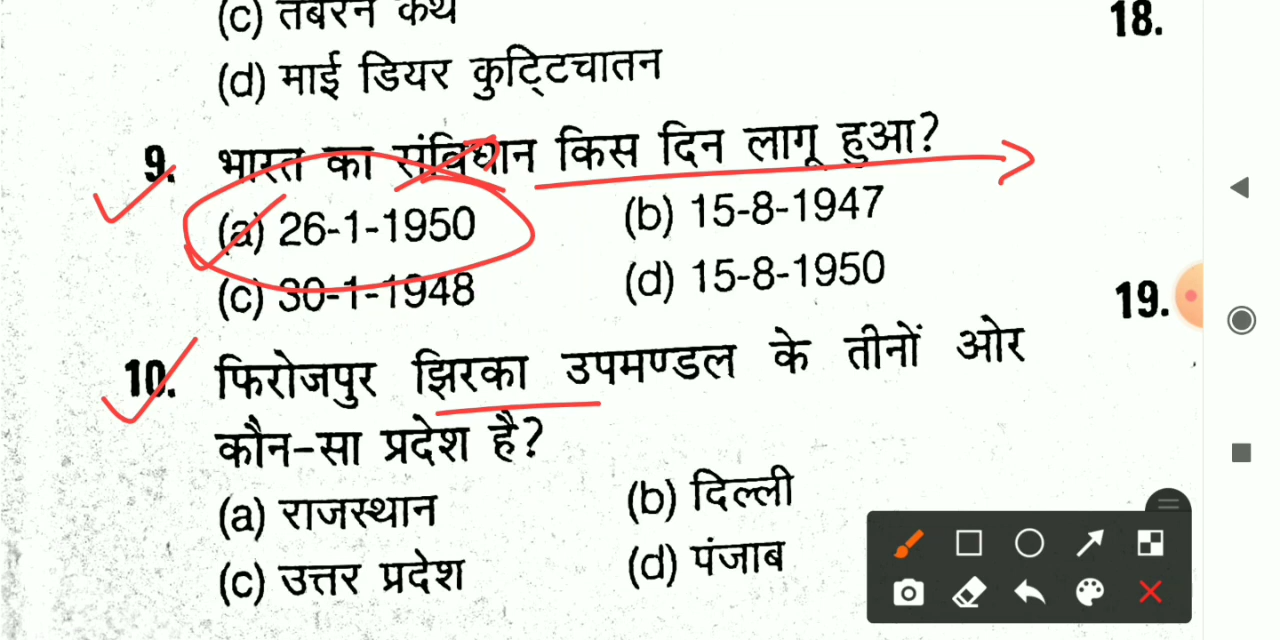 (c) तबरन कथ
(d) माई डियर कुट्टिचातन
9. भारत का संविधान किस दिन लागू हुआ?
(a) 26-1-1950 (b) 15-8-1947
(c) 30-1-1948 (d) 15-8-1950
10. फिरोजपुर झिरका उपमण्डल के तीनों ओर
कौन-सा प्रदेश है?
(a) राजस्थान (b) दिल्ली
(c) उत्तर प्रदेश (d) पंजाब
18.
19.